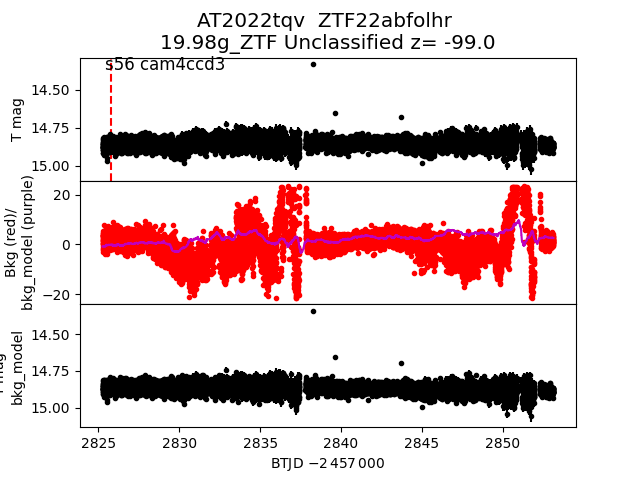 AT2022tqv  ZTF22abfolhr
19.98g_ZTF Unclassified z= -99.0
s56 cam4ccd3
14.50
14.75
15.00
T mag
20
0
−20
Bkg (red)/
bkg_model (purple)
14.50
14.75
15.00
mag
bkg_model
2825
2830
2835
2840
2845
2850
BTJD −2 457 000